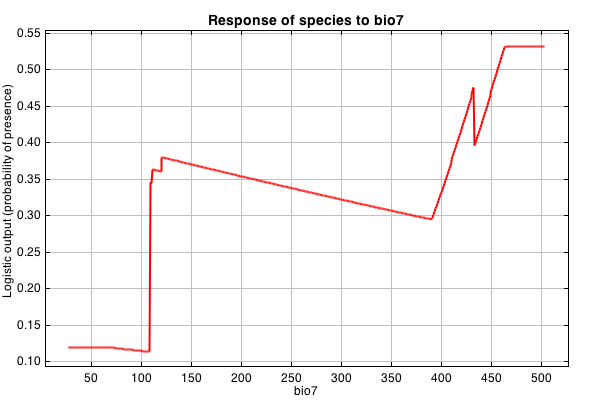 Response of species to bio7
Logistic output (probability of presence)
0.55
0.50
0.45
0.40
0.35
0.30
0.25
0.20
0.15
0.10
50 100 150 200 250 300 350 400 450 500
bio7